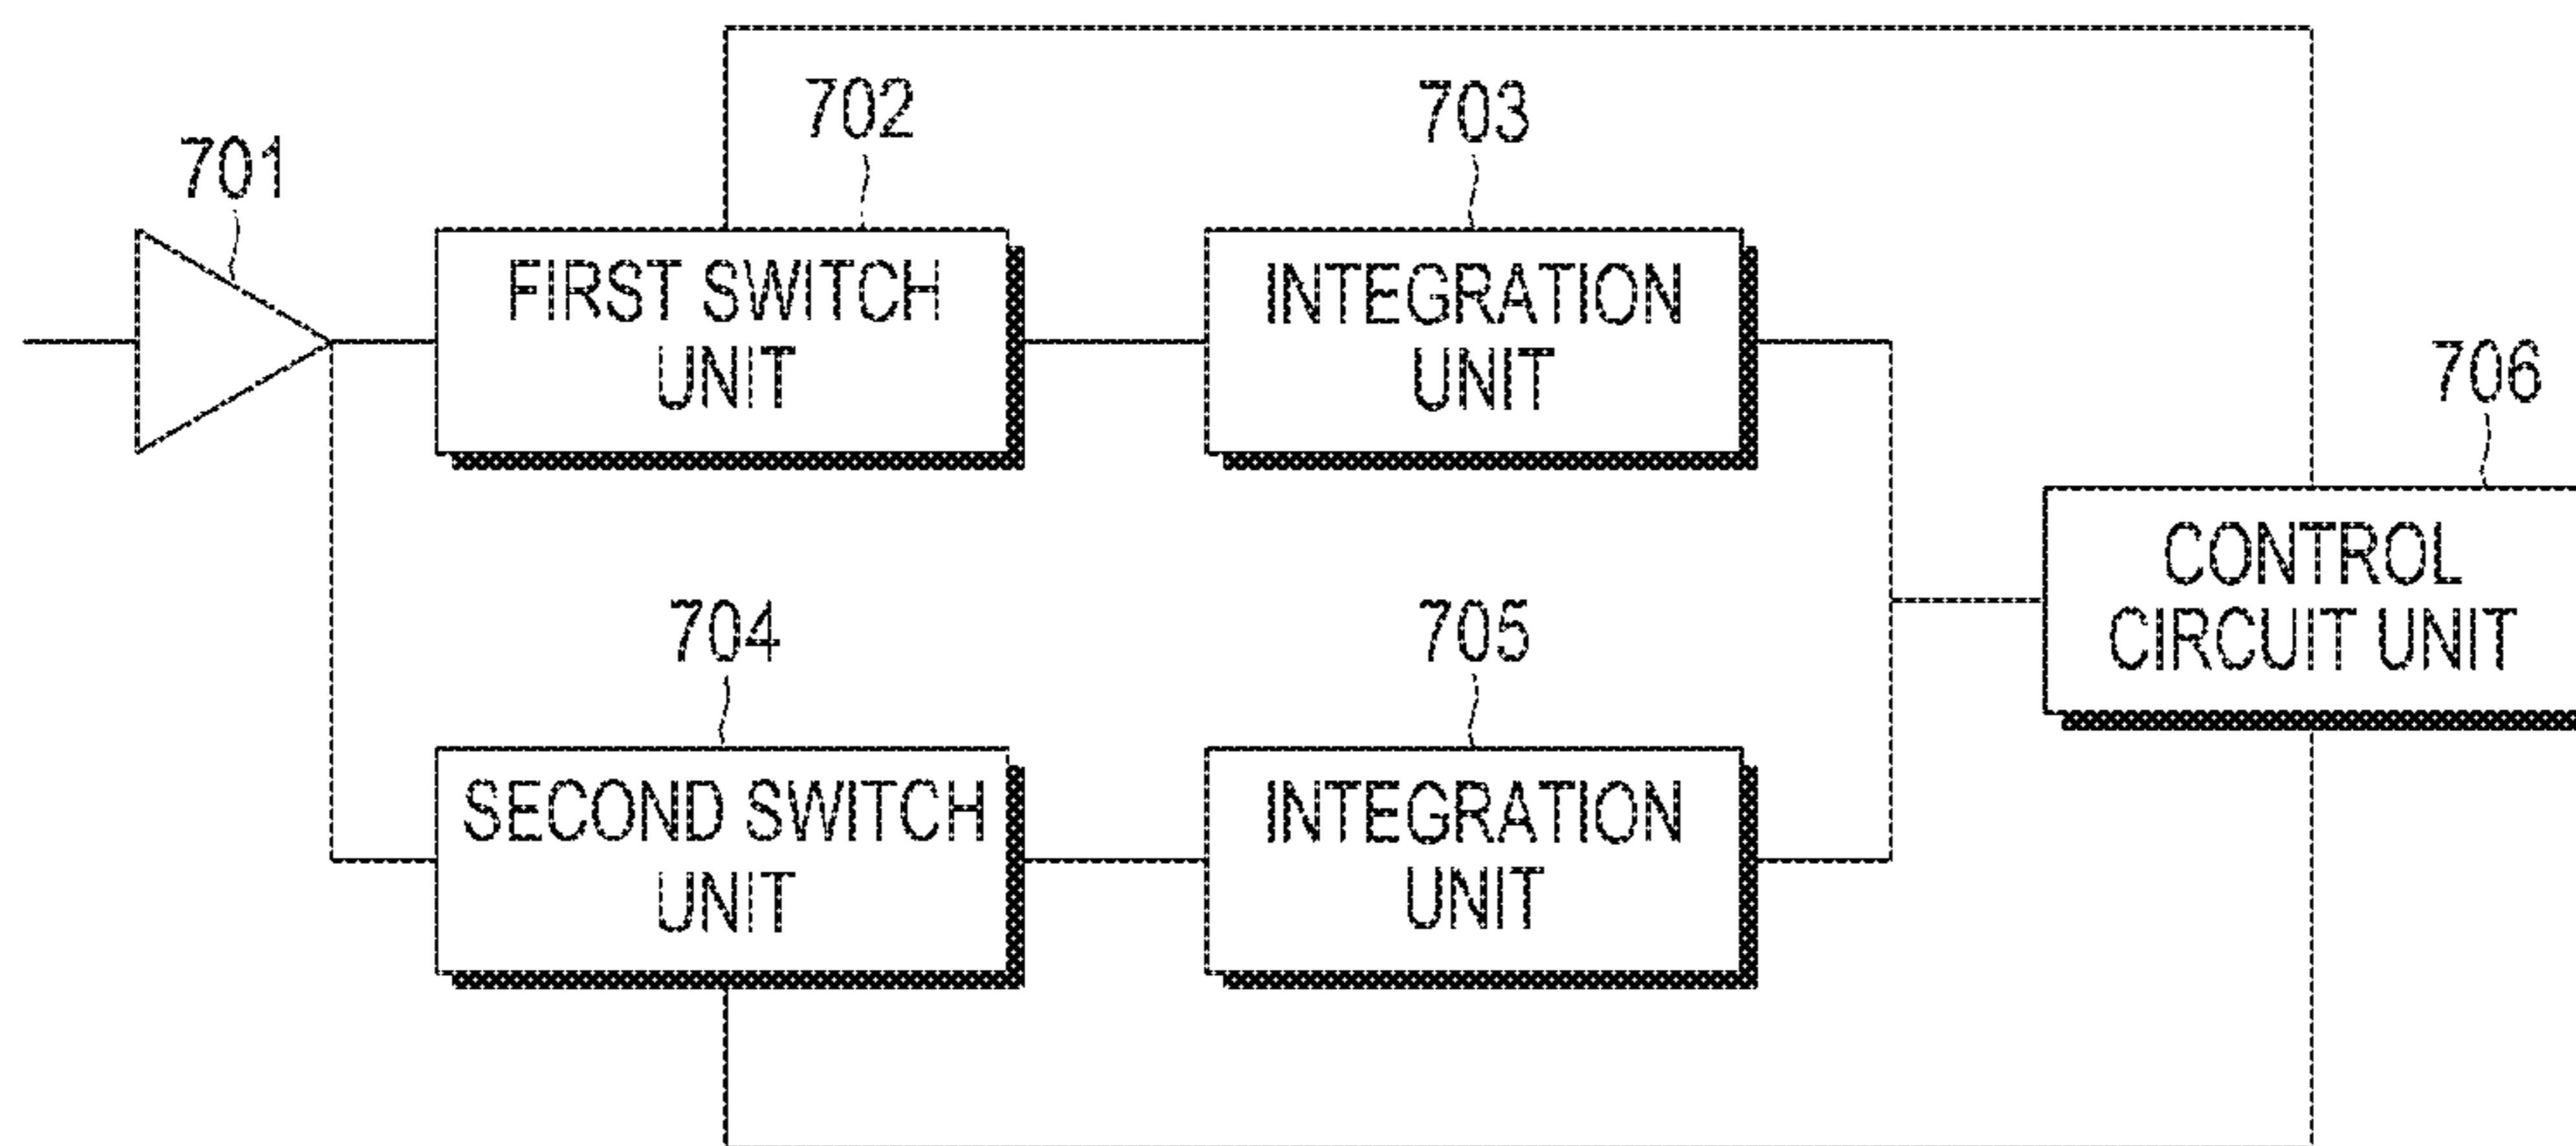 701
702
FIRST SWITCH
UNIT
703
INTEGRATION
UNIT
704
SECOND SWITCH
UNIT
705
INTEGRATION
UNIT
706
CONTROL
CIRCUIT UNIT